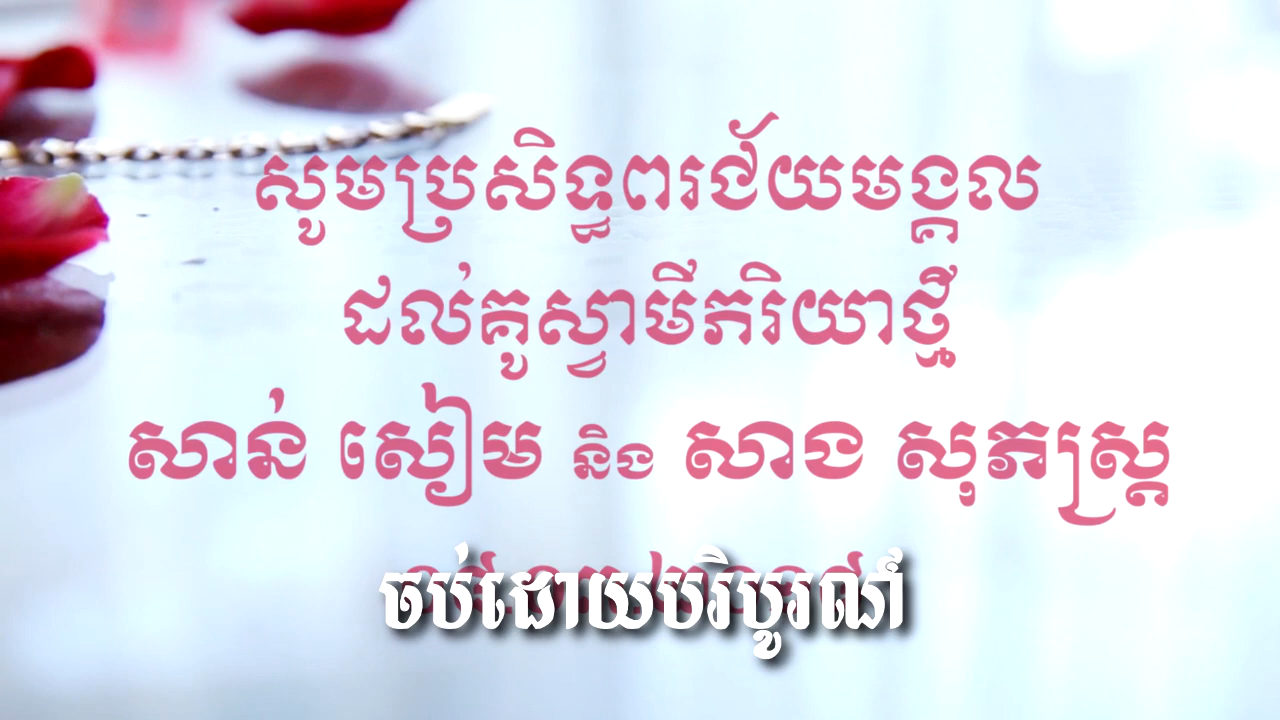 សូមប្រសិទ្ធពរជ័យមង្គល
ដល់គូស្វាមីភរិយាថ្មី
សាន់ សៀម និង សាង សុភស្ត្រ
ចប់ដោយបរិបូរណ៍